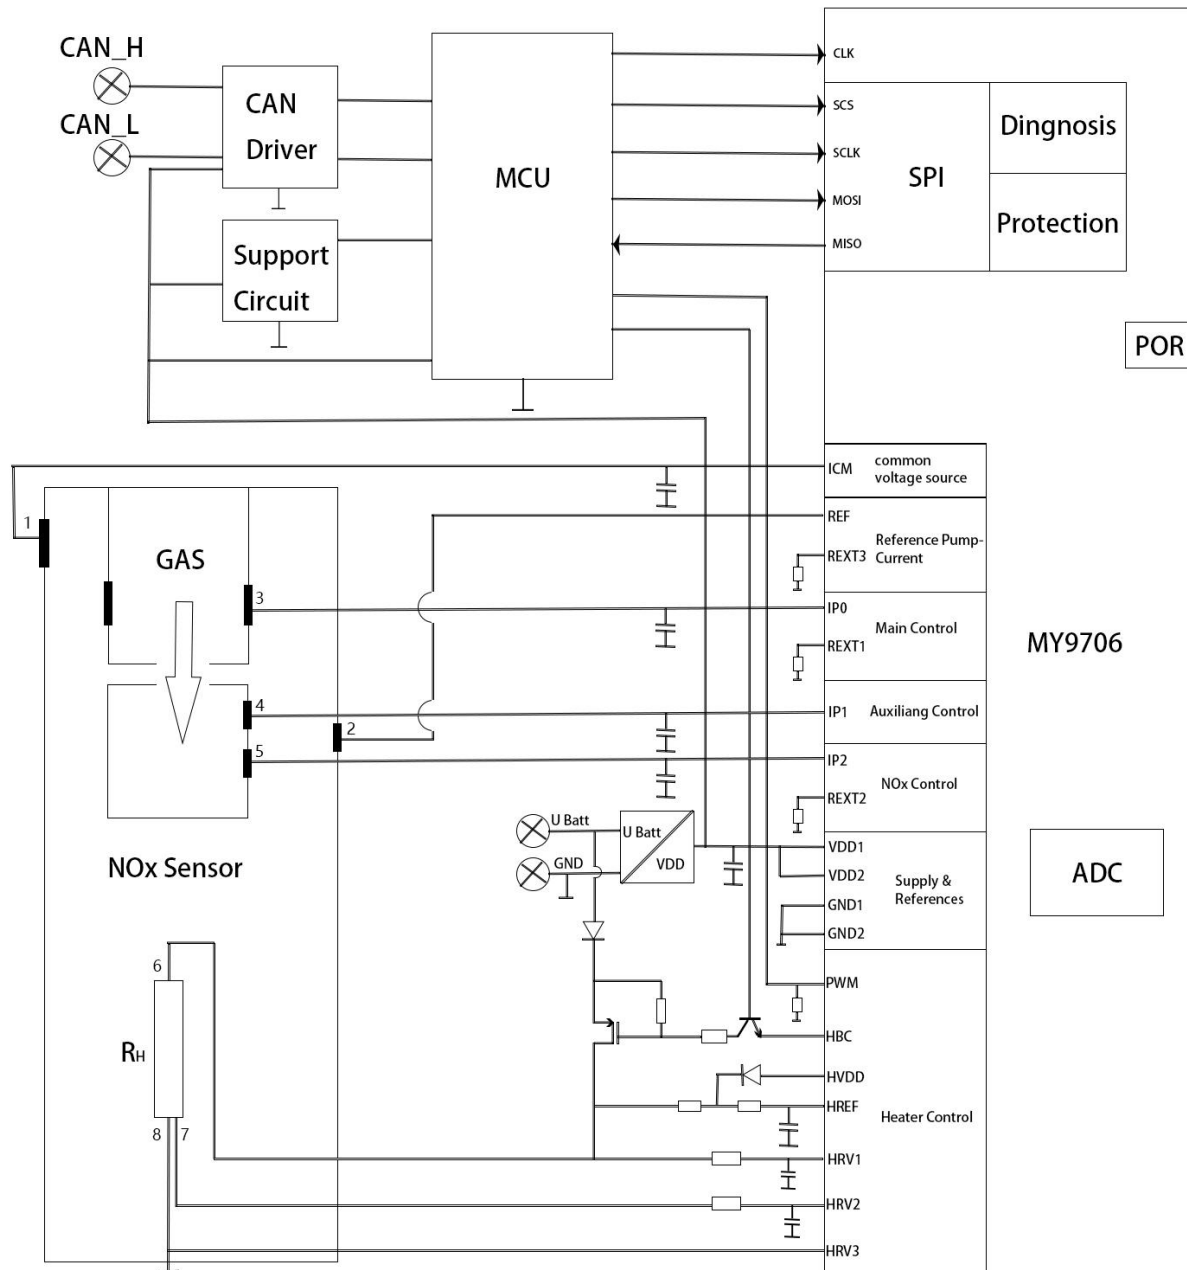 CAN_H
CAN_L
CAN
Driver
Support
Circuit
MCU
CLK
SCS
SCLK
MOSI
MISO
SPI
Dingnosis
Protection
POR
ICM
common
voltage source
REF
REXT3
Reference Pump-
Current
IP0
REXT1
Main Control
MY9706
IP1
Auxiliang Control
IP2
REXT2
NOx Control
VDD1
VDD2
GND1
GND2
Supply &
References
ADC
PWM
HBC
HVDD
HREF
HRV1
HRV2
HRV3
Heater Control
1
GAS
3
4
2
5
NOx Sensor
U Batt
GND
U Batt
VDD
6
RH
8
7